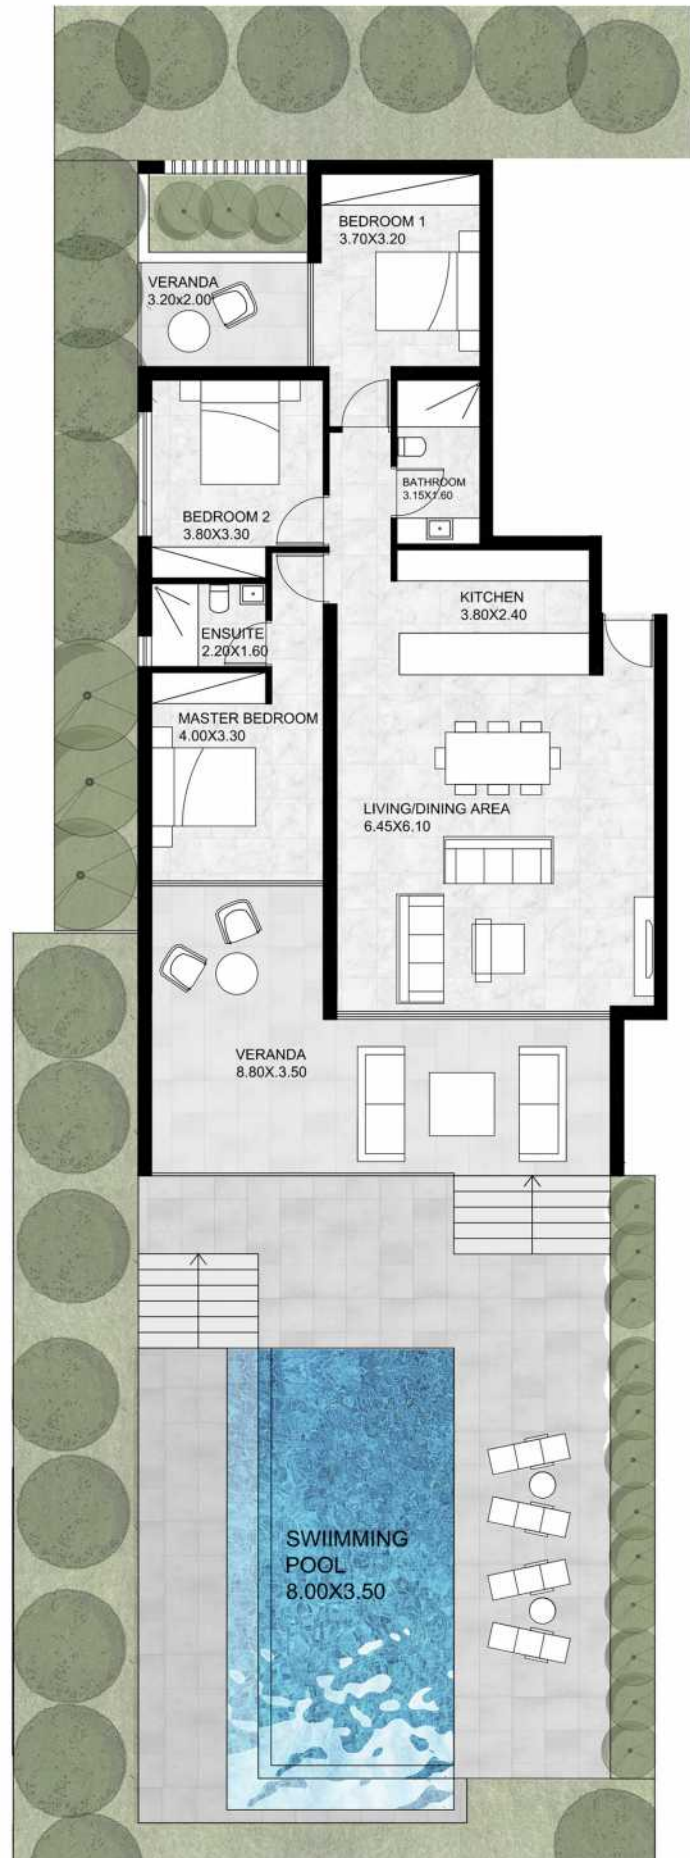 BEDROOM 1
3.70X3.20
VERANDA
3.20x2.00
BATHROOM
3.15X1.60
BEDROOM 2
3.80X3.30
KITCHEN
3.80X2.40
ENSUITE
2.20X1.60
MASTER BEDROOM
4.00X3.30
LIVING/DINING AREA
6.45X6.10
VERANDA
8.80X.3.50
SWIIMMING
POOL
8.00X3.50